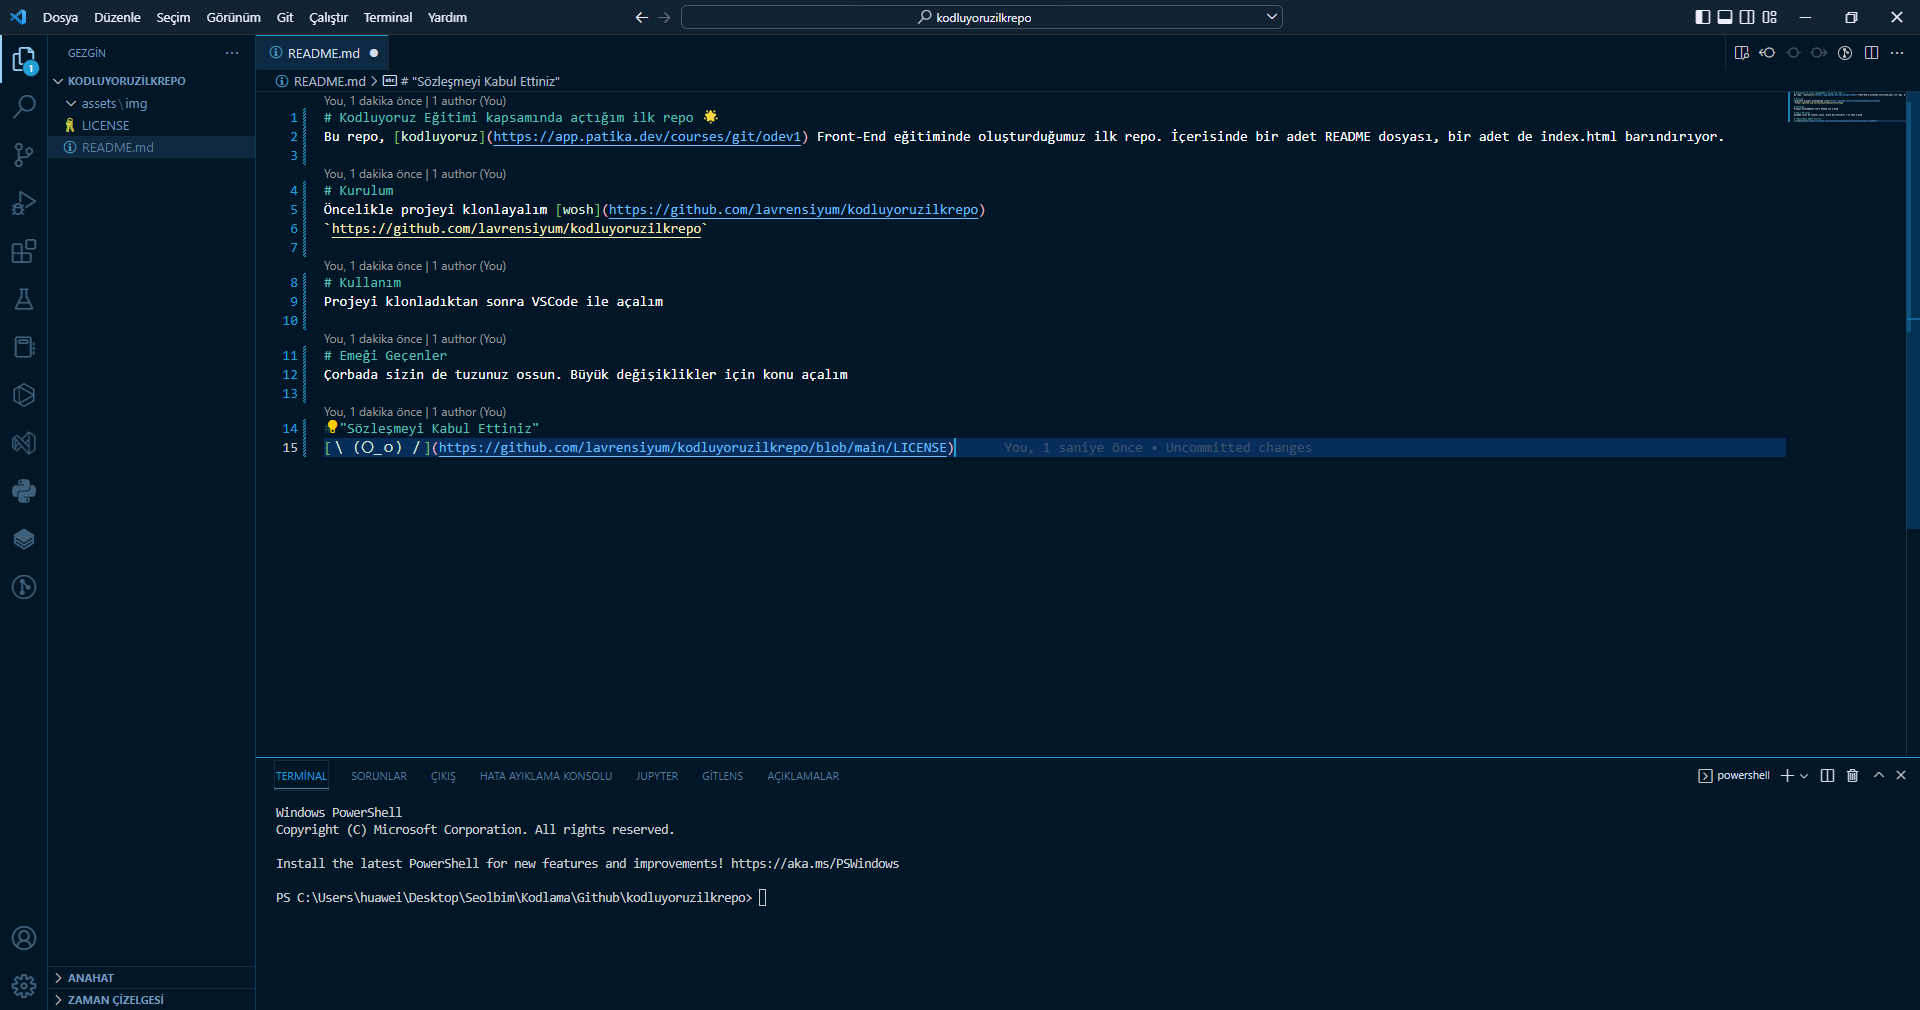 Dosya Düzenle Seçim Görünüm Git Çalıştır Terminal Yardım
kodluyoruzilkrepo
GEZGİN
1
KODLUYORUZİLKREPO
assets\img
LICENSE
README.md
README.md
README.md > # "Sözleşmeyi Kabul Ettiniz"
You, 1 dakika önce | 1 author (You)
1 # Kodluyoruz Eğitimi kapsamında açtığım ilk repo 🌟
2 Bu repo, [kodluyoruz](https://app.patika.dev/courses/git/odev1) Front-End eğitiminde oluşturduğumuz ilk repo. İçerisinde bir adet README dosyası, bir adet de index.html barındırıyor.
3
You, 1 dakika önce | 1 author (You)
4 # Kurulum
5 Öncelikle projeyi klonlayalım [wosh](https://github.com/lavrensiyum/kodluyoruzilkrepo)
6 `https://github.com/lavrensiyum/kodluyoruzilkrepo`
7
You, 1 dakika önce | 1 author (You)
8 # Kullanım
9 Projeyi klonladıktan sonra VSCode ile açalım
10
You, 1 dakika önce | 1 author (You)
11 # Emeği Geçenler
12 Çorbada sizin de tuzunuz ossun. Büyük değişiklikler için konu açalım
13
You, 1 dakika önce | 1 author (You)
14 # "Sözleşmeyi Kabul Ettiniz"
15 [\ (O_o) /](https://github.com/lavrensiyum/kodluyoruzilkrepo/blob/main/LICENSE) You, 1 saniye önce • Uncommitted changes
TERMİNAL SORUNLAR ÇIKIŞ HATA AYIKLAMA KONSOLU JUPYTER GİTLENS AÇIKLAMALAR
powershell
Windows PowerShell
Copyright (C) Microsoft Corporation. All rights reserved.
Install the latest PowerShell for new features and improvements! https://aka.ms/PSWindows
PS C:\Users\huawei\Desktop\Seolbim\Kodlama\Github\kodluyoruzilkrepo>
ANAHAT
ZAMAN ÇİZELGESİ